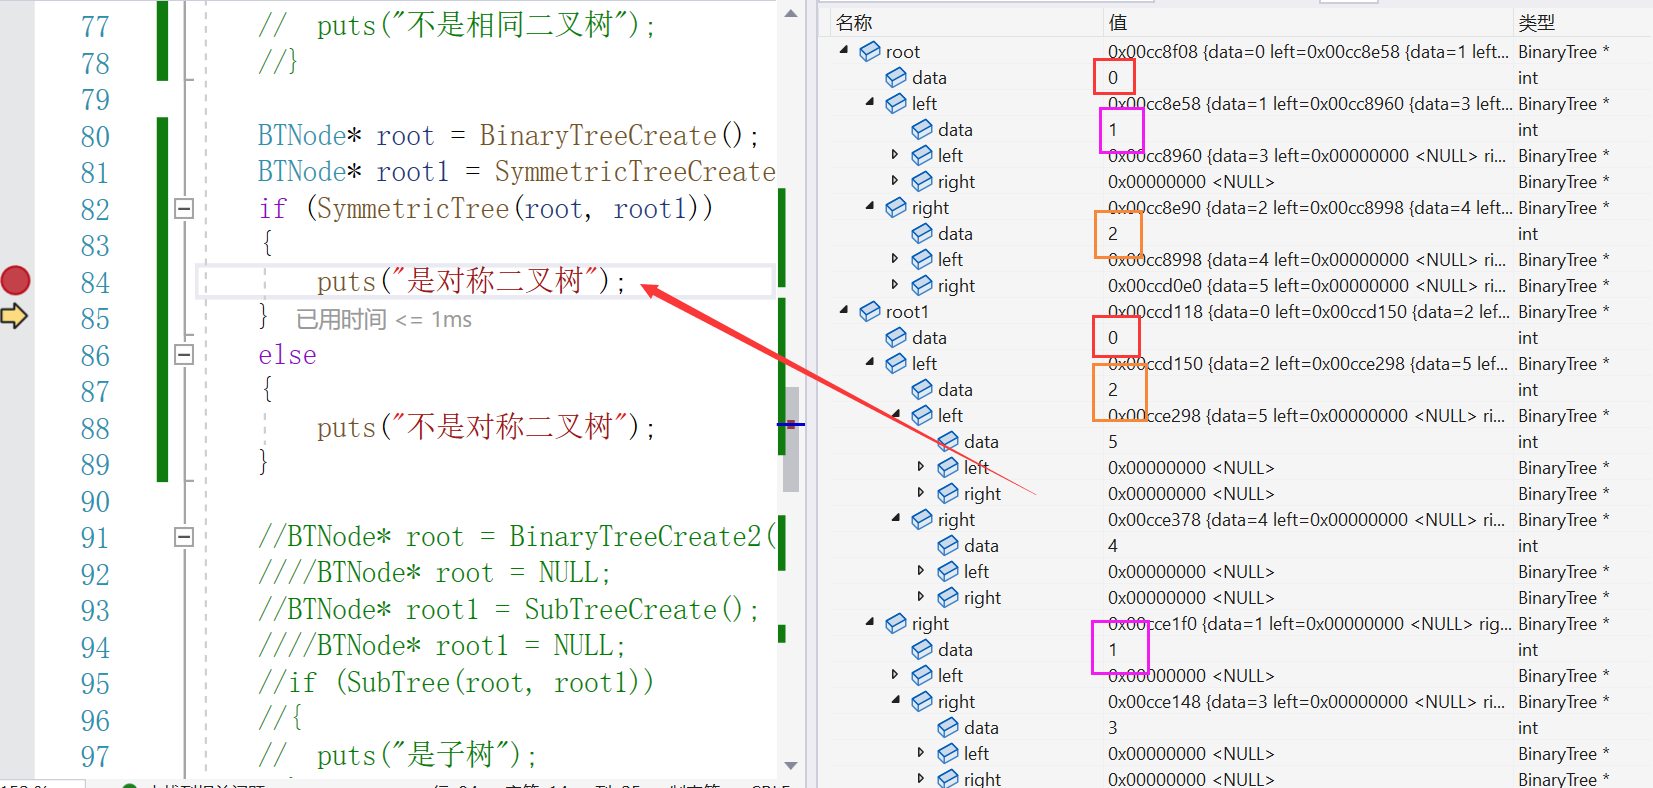 77 // puts("不是相同二叉树");
78 //}
79
80 BTNode* root = BinaryTreeCreate();
81 BTNode* root1 = SymmetricTreeCreate
82 if (SymmetricTree(root, root1))
83 {
84 puts("是对称二叉树");
85 } 已用时间 <= 1ms
86 else
87 {
88 puts("不是对称二叉树");
89 }
90
91 //BTNode* root = BinaryTreeCreate2(
92 ////BTNode* root = NULL;
93 //BTNode* root1 = SubTreeCreate();
94 ////BTNode* root1 = NULL;
95 //if (SubTree(root, root1))
96 //{
97 // puts("是子树");
名称 值 类型
root 0x00cc8f08 {data=0 left=0x00cc8e58 {data=1 left... BinaryTree *
data 0 int
left 0x00cc8e58 {data=1 left=0x00cc8960 {data=3 left... BinaryTree *
data 1 int
left 0x00cc8960 {data=3 left=0x00000000 <NULL> ri... BinaryTree *
right 0x00000000 <NULL> BinaryTree *
right 0x00cc8e90 {data=2 left=0x00cc8998 {data=4 left... BinaryTree *
data 2 int
left 0x00cc8998 {data=4 left=0x00000000 <NULL> ri... BinaryTree *
right 0x00ccd0e0 {data=5 left=0x00000000 <NULL> ri... BinaryTree *
root1 0x00ccd118 {data=0 left=0x00ccd150 {data=2 lef... BinaryTree *
data 0 int
left 0x00ccd150 {data=2 left=0x00cce298 {data=5 lef... BinaryTree *
data 2 int
left 0x00cce298 {data=5 left=0x00000000 <NULL> ri... BinaryTree *
data 5 int
left 0x00000000 <NULL> BinaryTree *
right 0x00000000 <NULL> BinaryTree *
right 0x00cce378 {data=4 left=0x00000000 <NULL> ri... BinaryTree *
data 4 int
left 0x00000000 <NULL> BinaryTree *
right 0x00000000 <NULL> BinaryTree *
right 0x00cce1f0 {data=1 left=0x00000000 <NULL> rig... BinaryTree *
data 1 int
left 0x00000000 <NULL> BinaryTree *
right 0x00cce148 {data=3 left=0x00000000 <NULL> ri... BinaryTree *
data 3 int
left 0x00000000 <NULL> BinaryTree *
right 0x00000000 <NULL> BinaryTree *